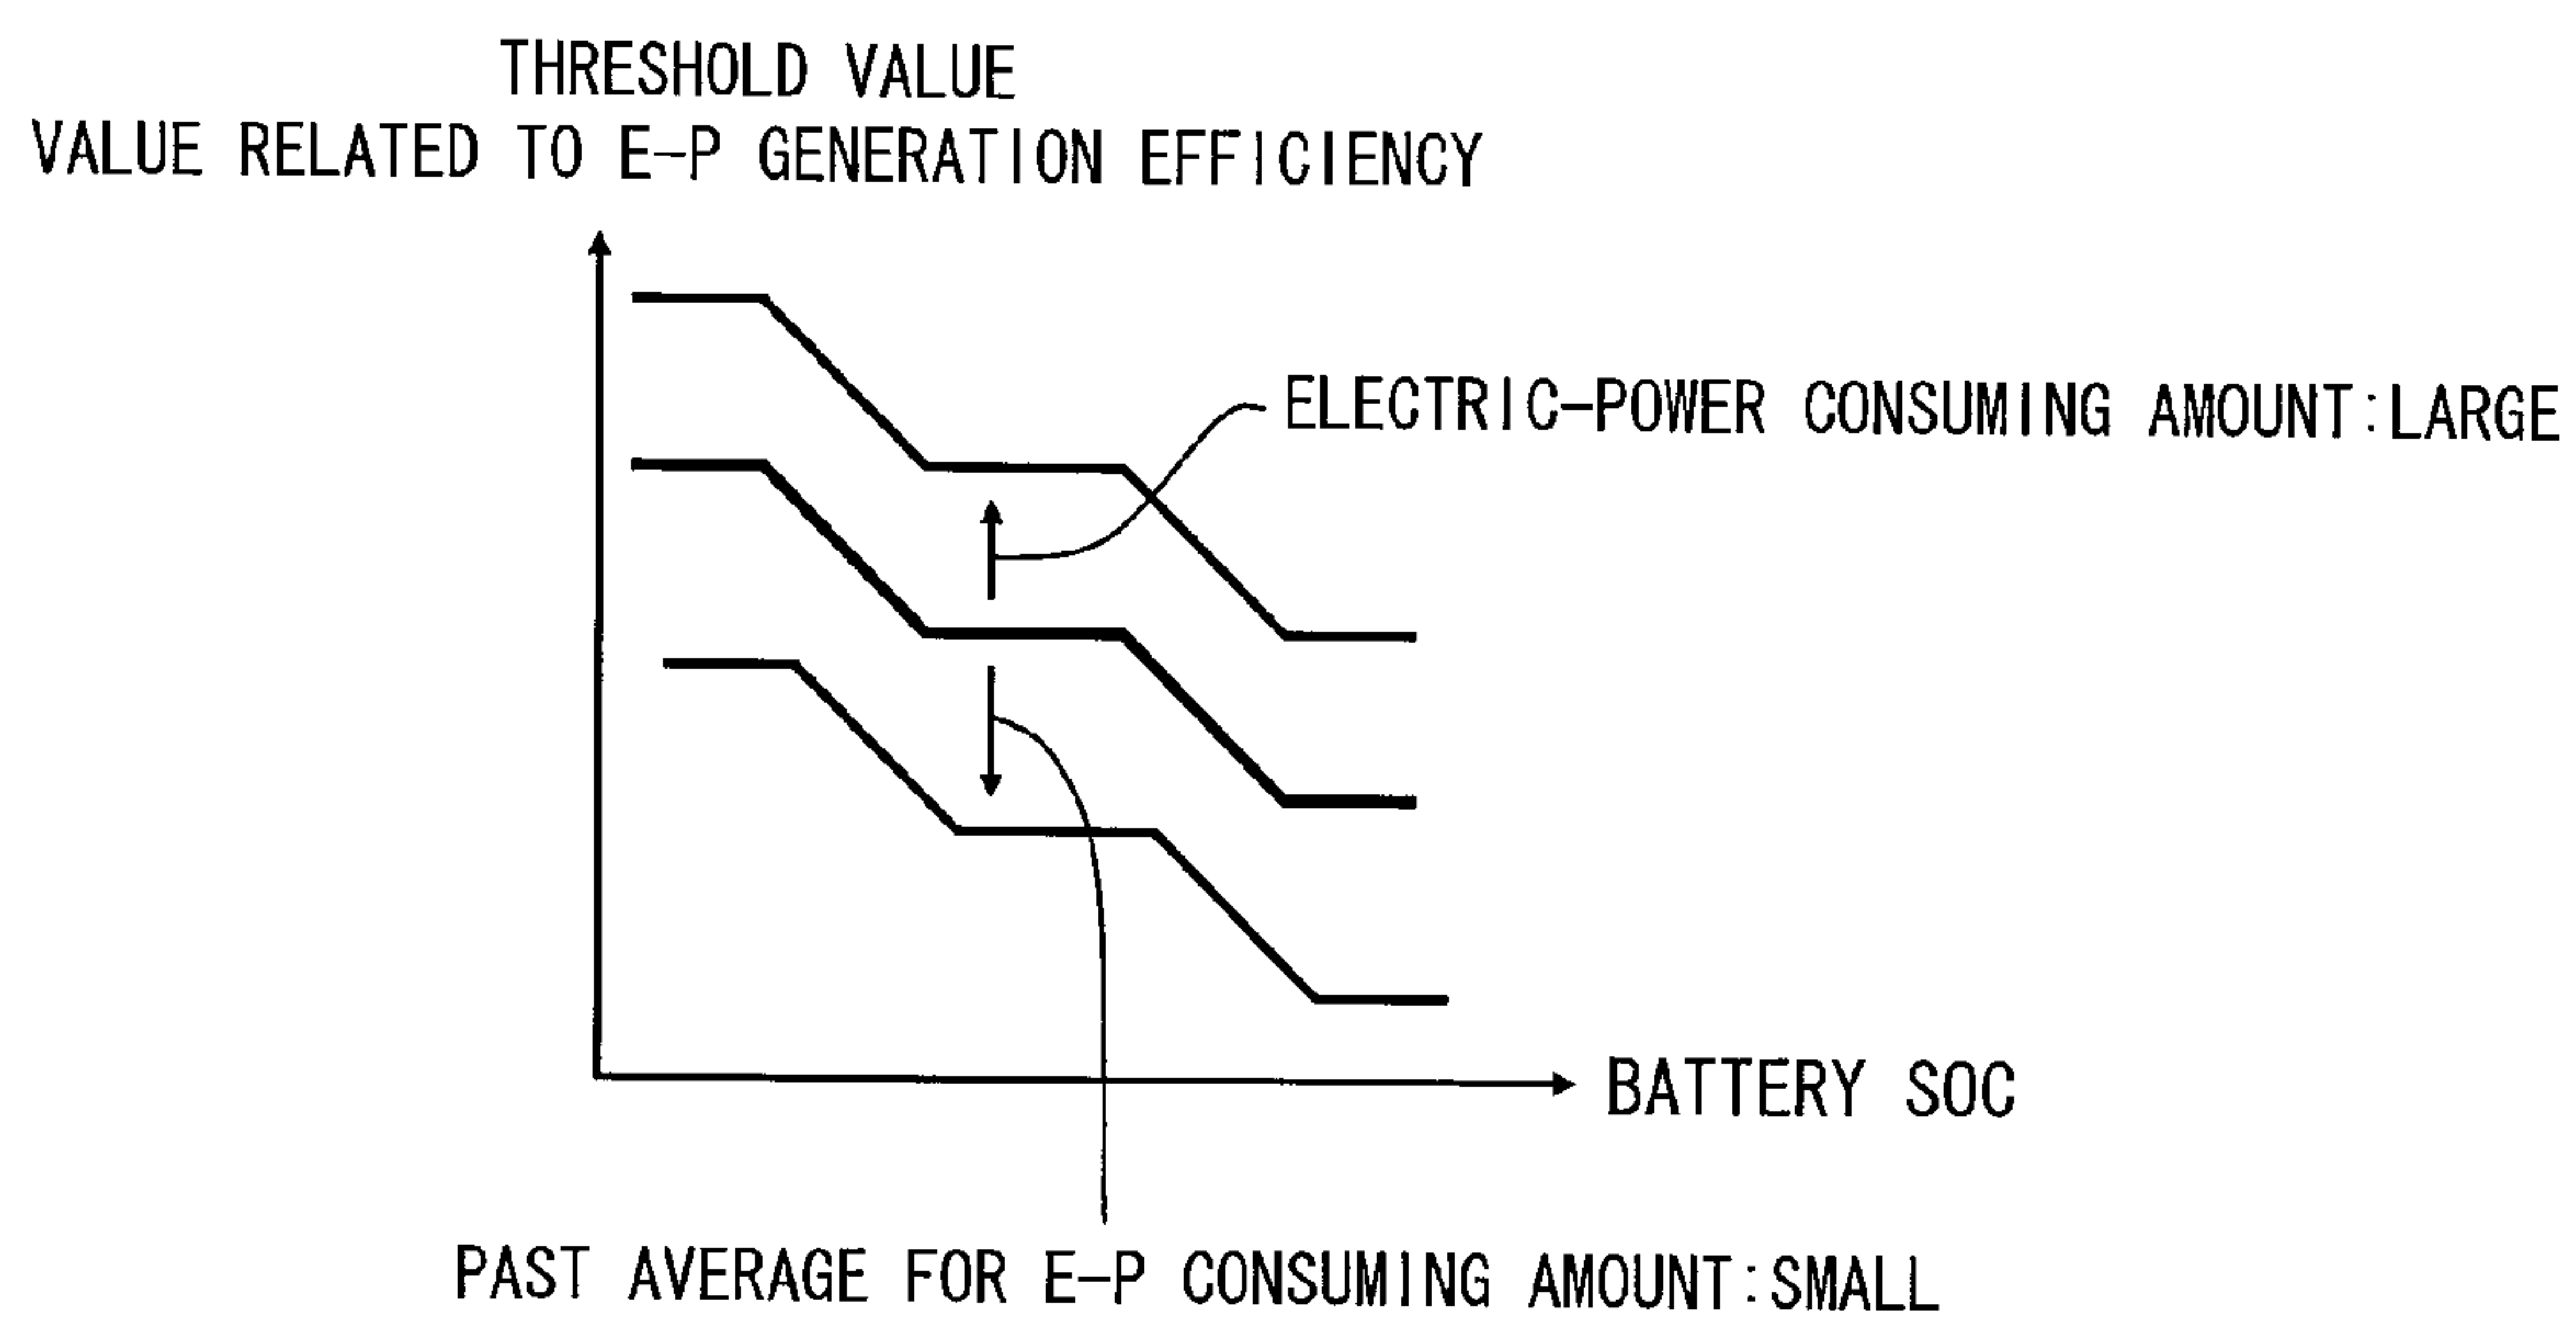 THRESHOLD VALUE
VALUE RELATED TO E-P GENERATION EFFICIENCY
ELECTRIC-POWER CONSUMING AMOUNT:LARGE
BATTERY SOC
PAST AVERAGE FOR E-P CONSUMING AMOUNT:SMALL